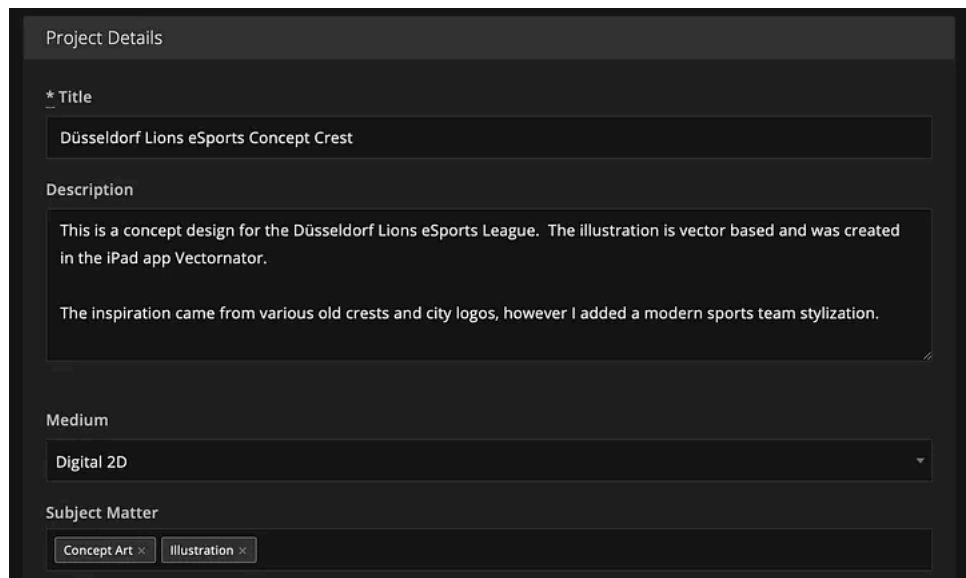 Project Details
* Title
Düsseldorf Lions eSports Concept Crest
Description
This is a concept design for the Düsseldorf Lions eSports League.  The illustration is vector based and was created
in the iPad app Vectornator.
The inspiration came from various old crests and city logos, however I added a modern sports team stylization.
Medium
Digital 2D
Subject Matter
Concept Art × Illustration ×